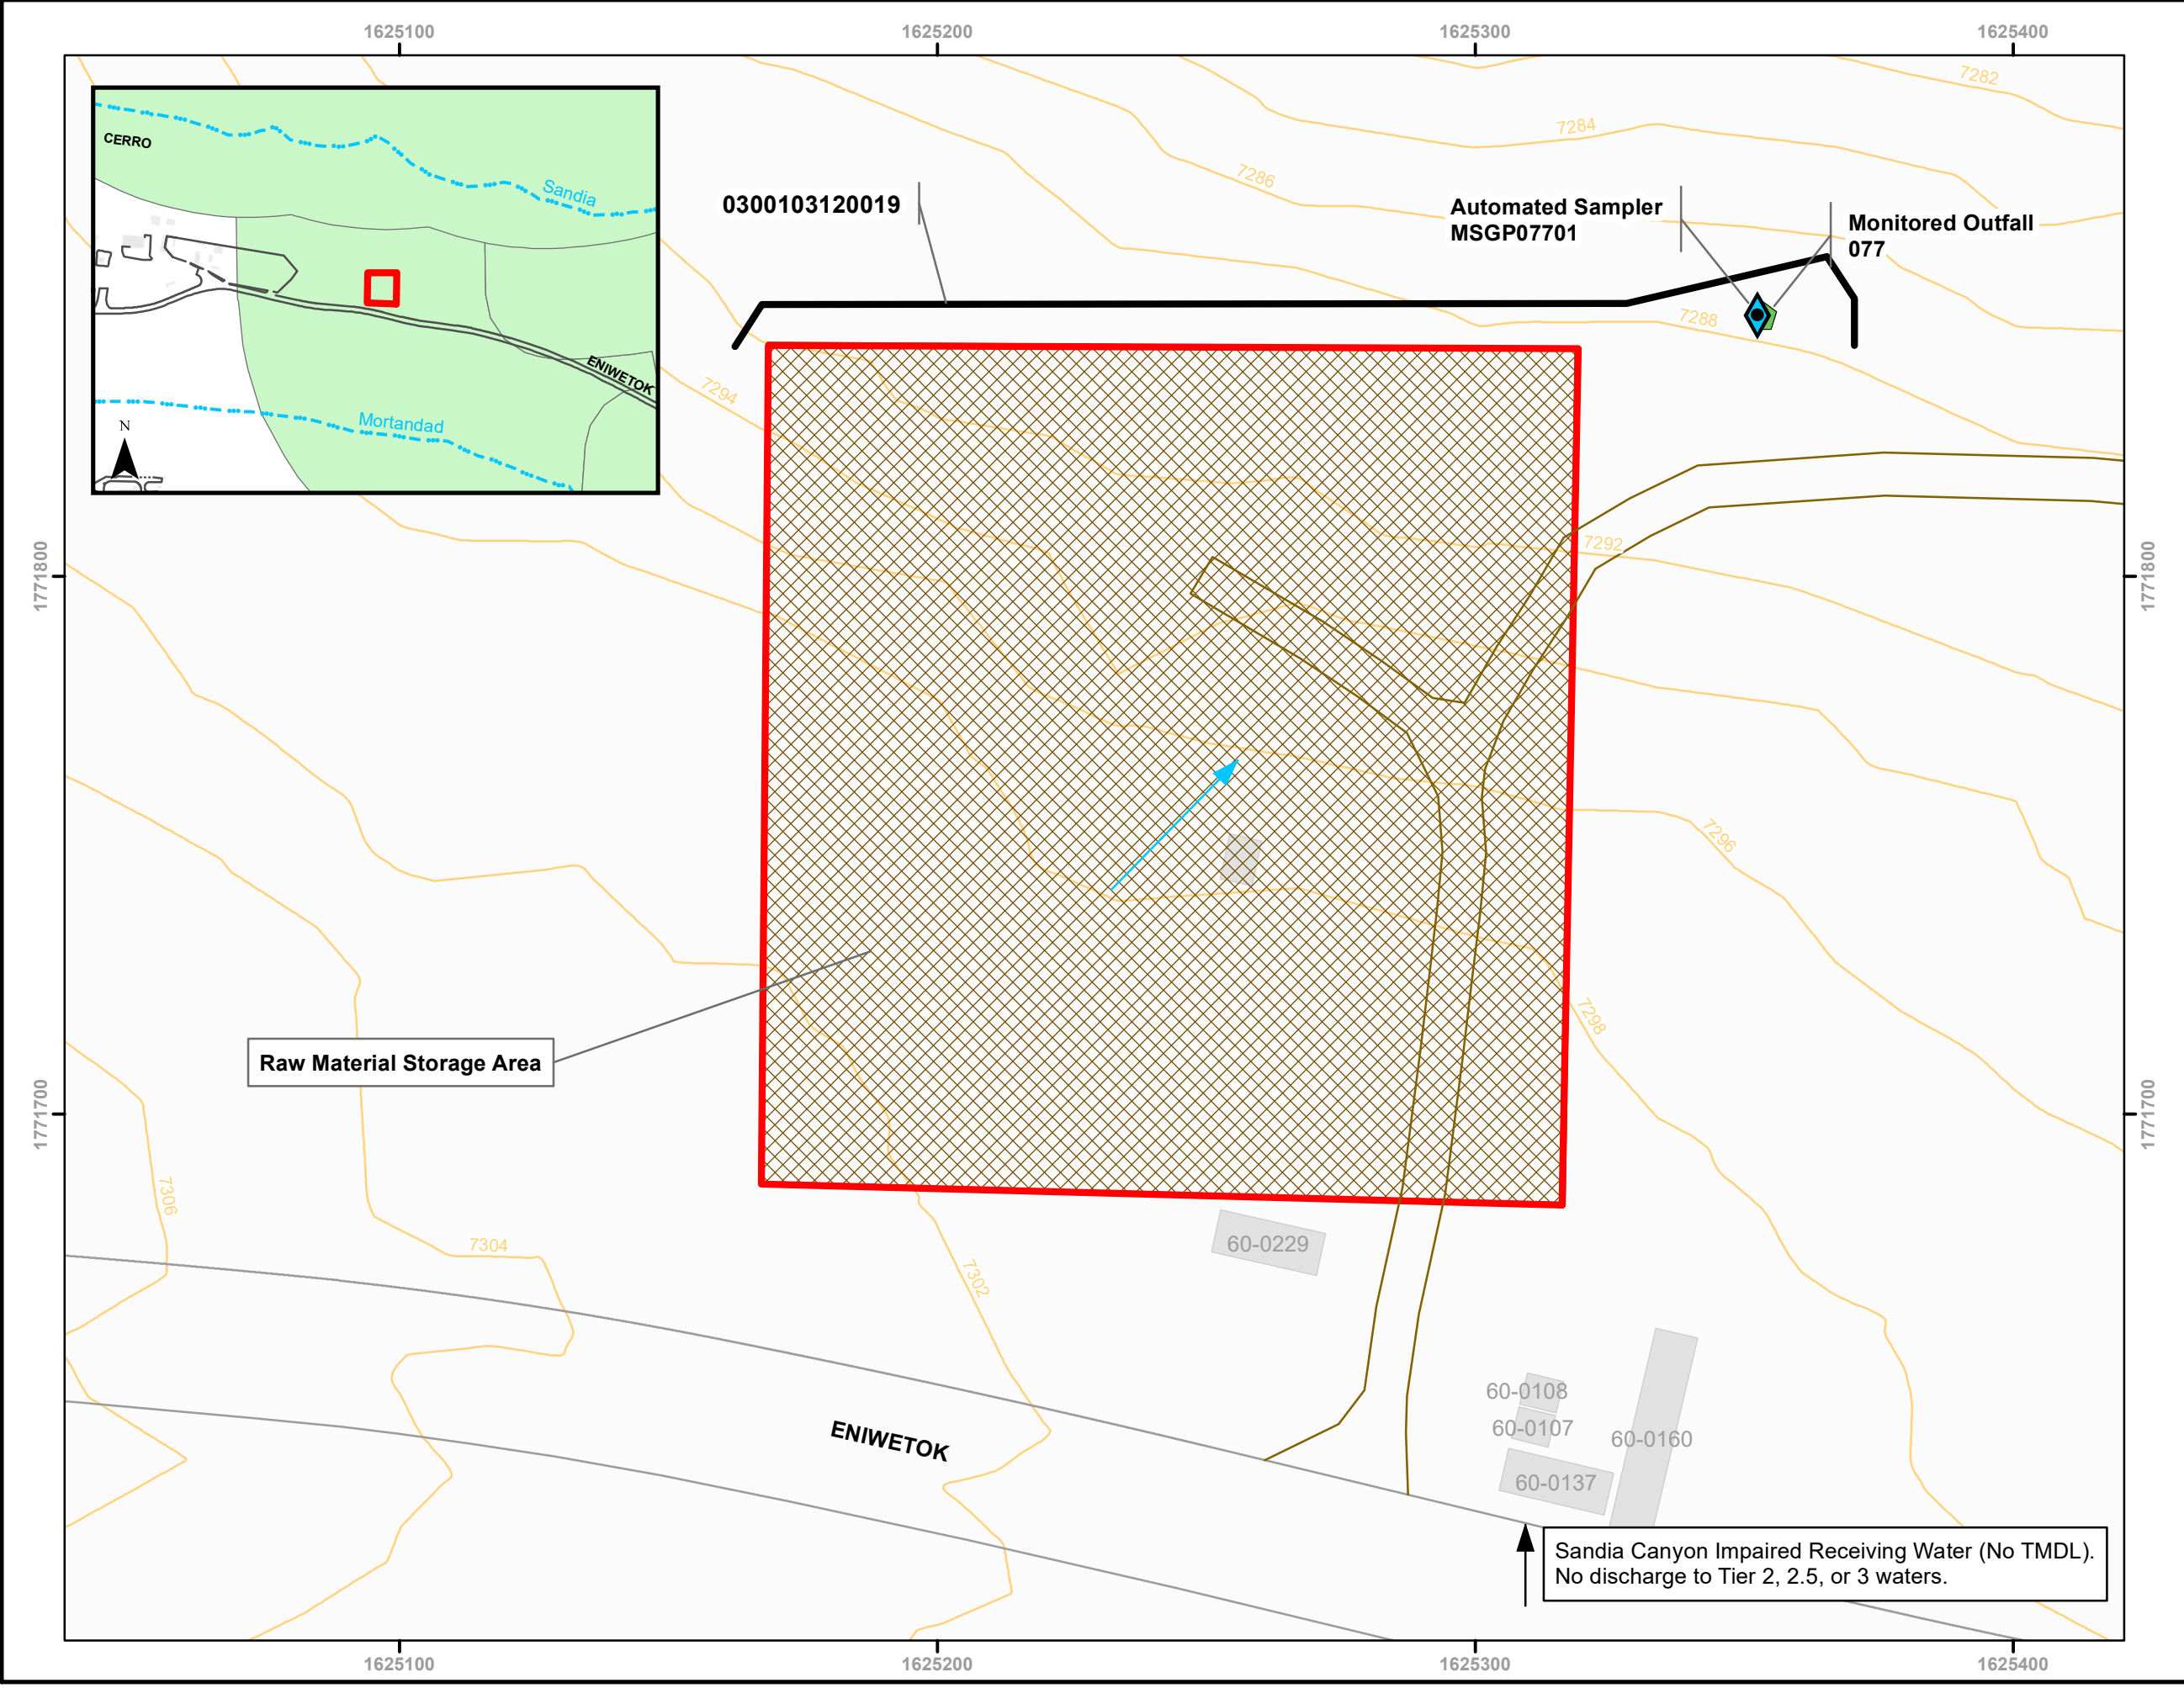 1625100
1625200
1625300
1625400
7282
7284
7286
CERRO
Sandia
0300103120019
Automated Sampler
MSGP07701
Monitored Outfall
077
7288
ENIWETOK
7294
Mortandad
N
1771800
1771800
7292
7296
7298
Raw Material Storage Area
1771700
1771700
7306
7304
7302
60-0229
60-0108
60-0107
60-0160
60-0137
ENIWETOK
Sandia Canyon Impaired Receiving Water (No TMDL).
No discharge to Tier 2, 2.5, or 3 waters.
1625100
1625200
1625300
1625400